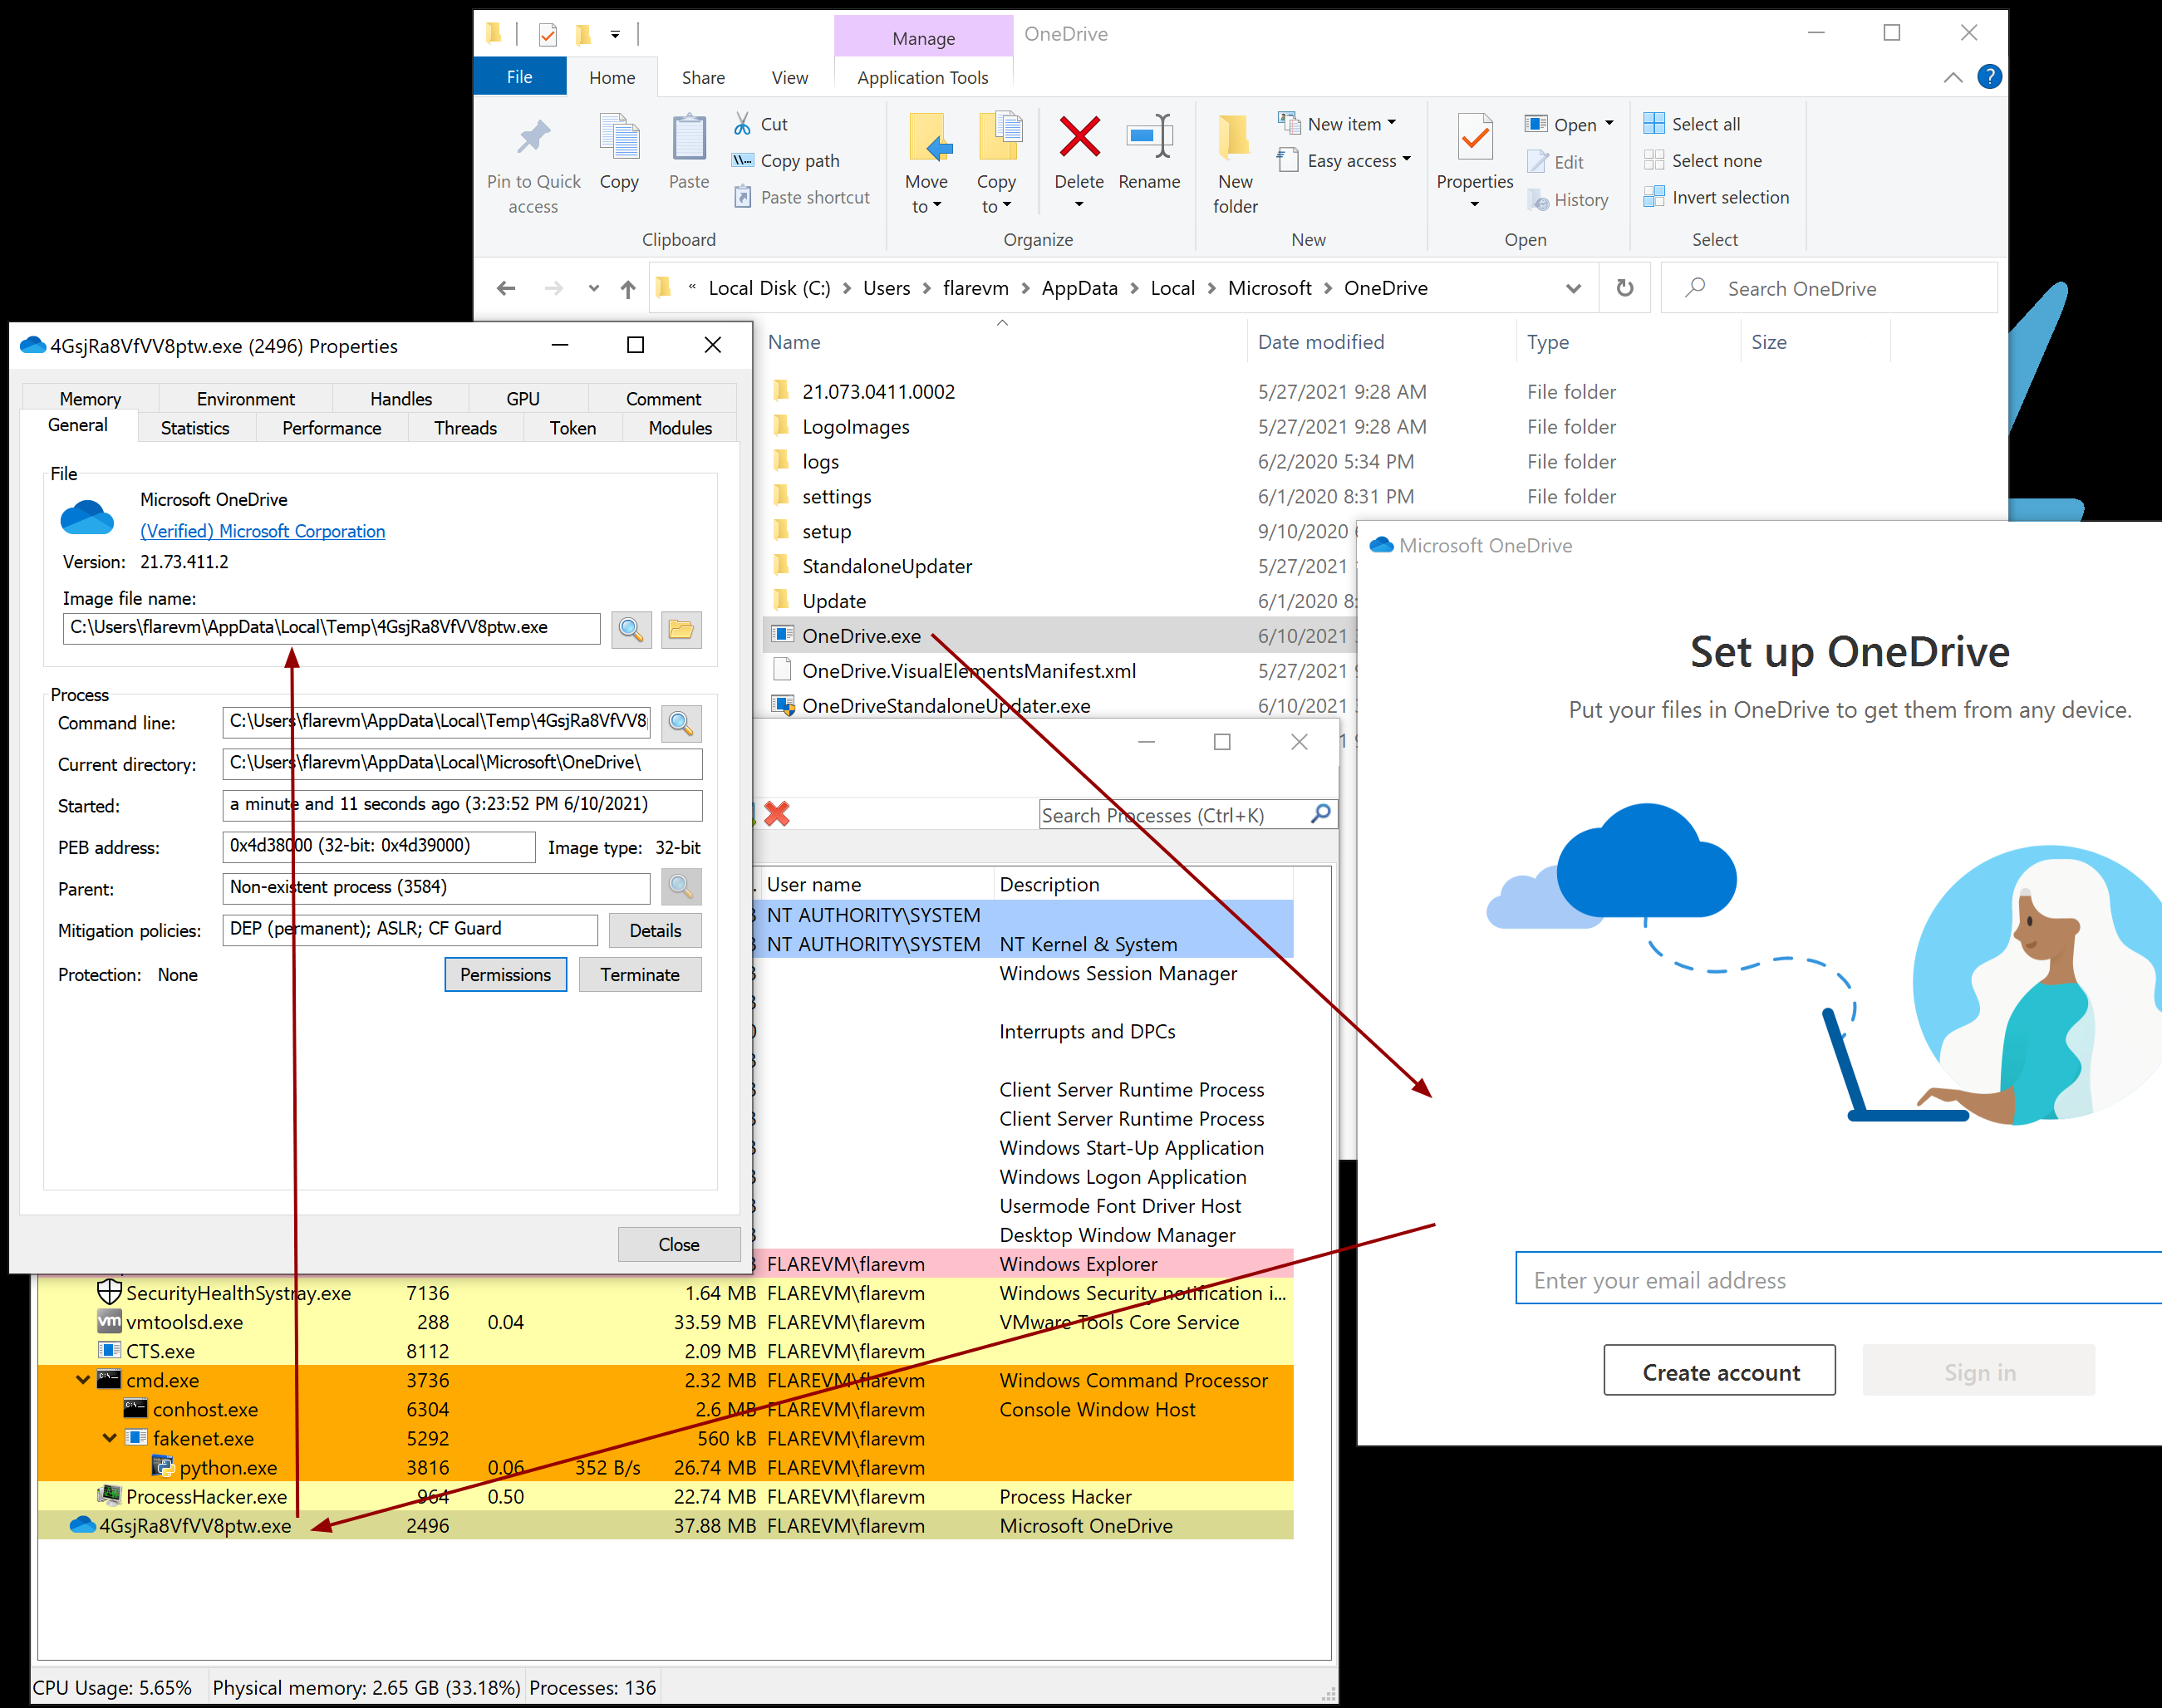 Manage
OneDrive
File
Home
Share
View
Application Tools
?
Pin to Quick access
Copy
Paste
Cut
Copy path
Paste shortcut
Clipboard
Move to
Copy to
Delete
Rename
Organize
New folder
New item
Easy access
New
Properties
Open
Edit
History
Open
Select all
Select none
Invert selection
Select
« Local Disk (C:) > Users > flarevm > AppData > Local > Microsoft > OneDrive
Search OneDrive
Name Date modified Type Size
21.073.0411.0002 5/27/2021 9:28 AM File folder
LogoImages 5/27/2021 9:28 AM File folder
logs 6/2/2020 5:34 PM File folder
settings 6/1/2020 8:31 PM File folder
setup 9/10/2020
StandaloneUpdater 5/27/2021
Update 6/1/2020 8:
OneDrive.exe 6/10/2021
OneDrive.VisualElementsManifest.xml 5/27/2021
OneDriveStandaloneUpdater.exe 6/10/2021
4GsjRa8VfVV8ptw.exe (2496) Properties
Memory Environment Handles GPU Comment
General Statistics Performance Threads Token Modules
File
Microsoft OneDrive
(Verified) Microsoft Corporation
Version: 21.73.411.2
Image file name:
C:\Users\flarevm\AppData\Local\Temp\4GsjRa8VfVV8ptw.exe
Process
Command line: C:\Users\flarevm\AppData\Local\Temp\4GsjRa8VfVV8
Current directory: C:\Users\flarevm\AppData\Local\Microsoft\OneDrive\
Started: a minute and 11 seconds ago (3:23:52 PM 6/10/2021)
PEB address: 0x4d38000 (32-bit: 0x4d39000) Image type: 32-bit
Parent: Non-existent process (3584)
Mitigation policies: DEP (permanent); ASLR; CF Guard Details
Protection: None Permissions Terminate
Close
Search Processes (Ctrl+K)
User name Description
NT AUTHORITY\SYSTEM
NT AUTHORITY\SYSTEM NT Kernel & System
Windows Session Manager
Interrupts and DPCs
Client Server Runtime Process
Client Server Runtime Process
Windows Start-Up Application
Windows Logon Application
Usermode Font Driver Host
Desktop Window Manager
FLAREVM\flarevm Windows Explorer
SecurityHealthSystray.exe 7136 1.64 MB FLAREVM\flarevm Windows Security notification i...
vm vmtoolsd.exe 288 0.04 33.59 MB FLAREVM\flarevm VMware Tools Core Service
CTS.exe 8112 2.09 MB FLAREVM\flarevm
cmd.exe 3736 2.32 MB FLAREVM\flarevm Windows Command Processor
conhost.exe 6304 2.6 MB FLAREVM\flarevm Console Window Host
fakenet.exe 5292 560 kB FLAREVM\flarevm
python.exe 3816 0.06 352 B/s 26.74 MB FLAREVM\flarevm
ProcessHacker.exe 964 0.50 22.74 MB FLAREVM\flarevm Process Hacker
4GsjRa8VfVV8ptw.exe 2496 37.88 MB FLAREVM\flarevm Microsoft OneDrive
CPU Usage: 5.65% Physical memory: 2.65 GB (33.18%) Processes: 136
Microsoft OneDrive
Set up OneDrive
Put your files in OneDrive to get them from any device.
Enter your email address
Create account
Sign in